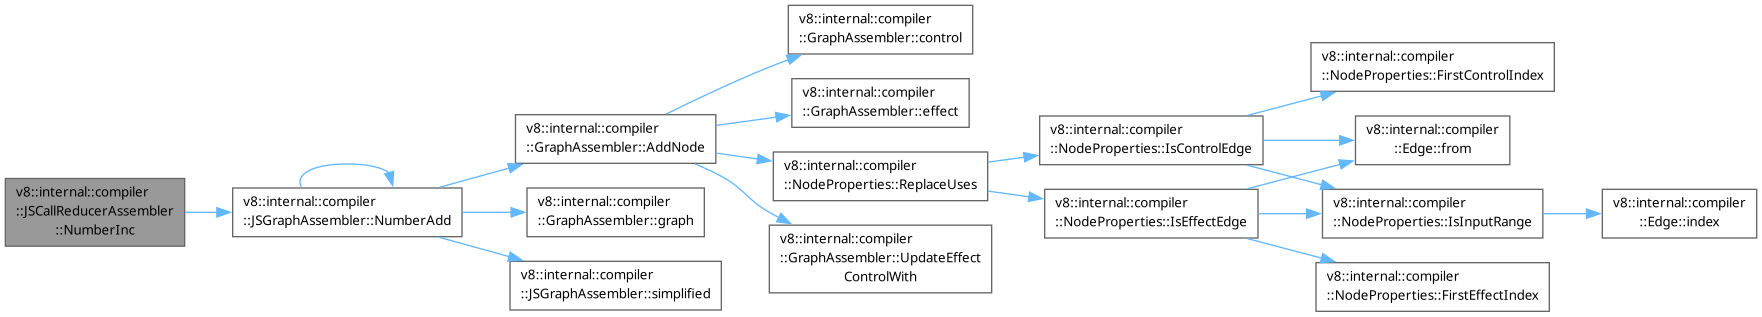 v8::internal::compiler
::JSCallReducerAssembler
::NumberInc
v8::internal::compiler
::JSGraphAssembler::NumberAdd
v8::internal::compiler
::GraphAssembler::AddNode
v8::internal::compiler
::GraphAssembler::graph
v8::internal::compiler
::JSGraphAssembler::simplified
v8::internal::compiler
::GraphAssembler::control
v8::internal::compiler
::GraphAssembler::effect
v8::internal::compiler
::NodeProperties::ReplaceUses
v8::internal::compiler
::GraphAssembler::UpdateEffect
ControlWith
v8::internal::compiler
::NodeProperties::IsControlEdge
v8::internal::compiler
::NodeProperties::IsEffectEdge
v8::internal::compiler
::NodeProperties::FirstControlIndex
v8::internal::compiler
::Edge::from
v8::internal::compiler
::NodeProperties::IsInputRange
v8::internal::compiler
::NodeProperties::FirstEffectIndex
v8::internal::compiler
::Edge::index